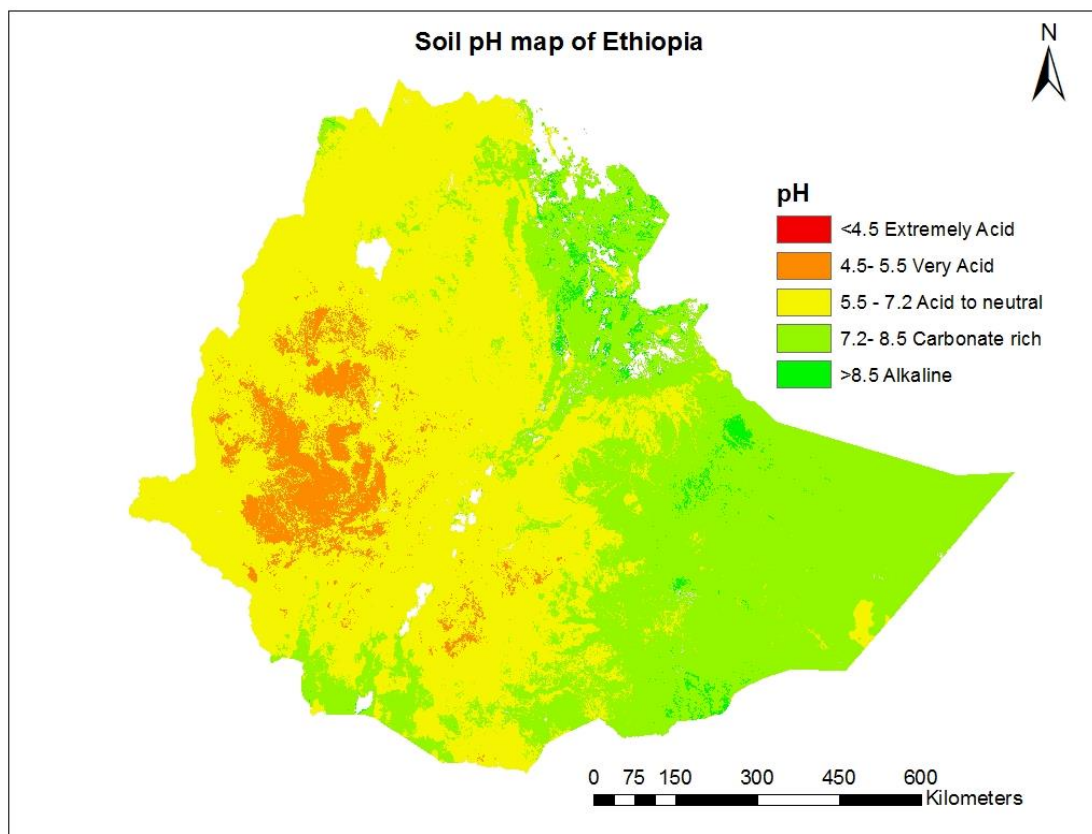 Soil pH map of Ethiopia
N
pH
<4.5 Extremely Acid
4.5- 5.5 Very Acid
5.5 - 7.2 Acid to neutral
7.2- 8.5 Carbonate rich
>8.5 Alkaline
0 75 150 300 450 600
Kilometers